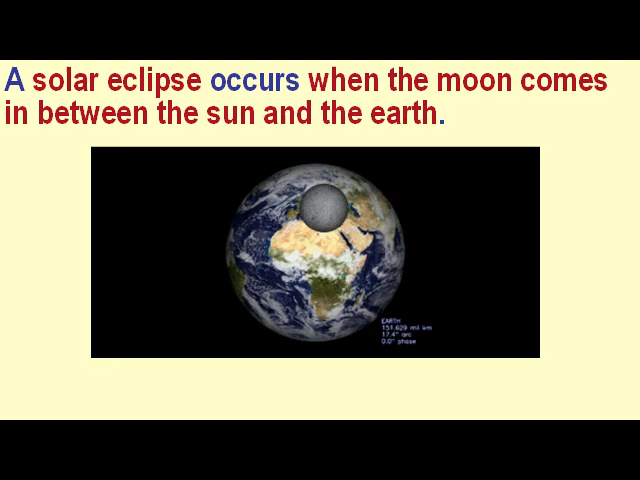 A solar eclipse occurs when the moon comes
in between the sun and the earth.
EARTH
151.629 mil km
17.4" arc
0.0° phase